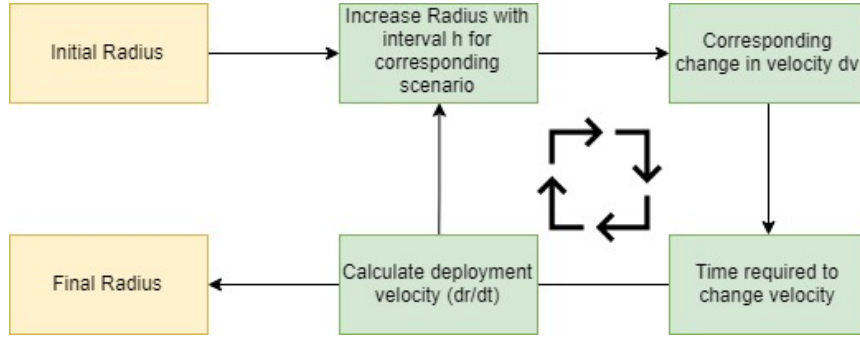 Initial Radius
Increase Radius with
interval h for
corresponding
scenario
Corresponding
change in velocity dv
Final Radius
Calculate deployment
velocity (dr/dt)
Time required to
change velocity